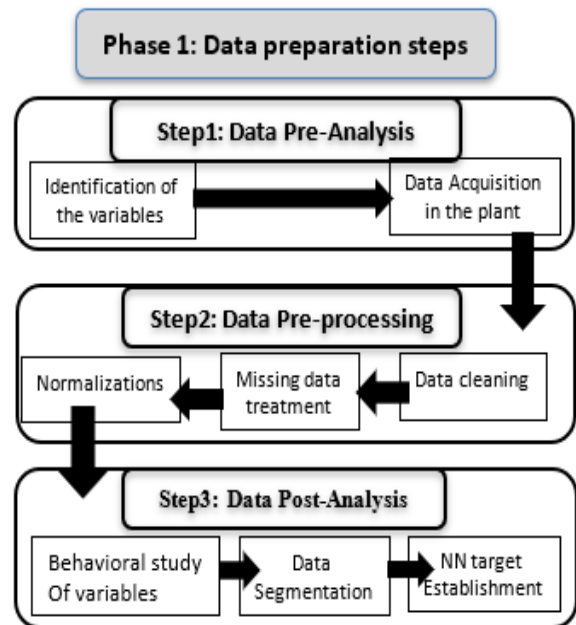 Phase 1: Data preparation steps
Step1: Data Pre-Analysis
Identification of
the variables
Data Acquisition
in the plant
Step2: Data Pre-processing
Normalizations
Missing data
treatment
Data cleaning
Step3: Data Post-Analysis
Behavioral study
Of variables
Data
Segmentation
NN target
Establishment